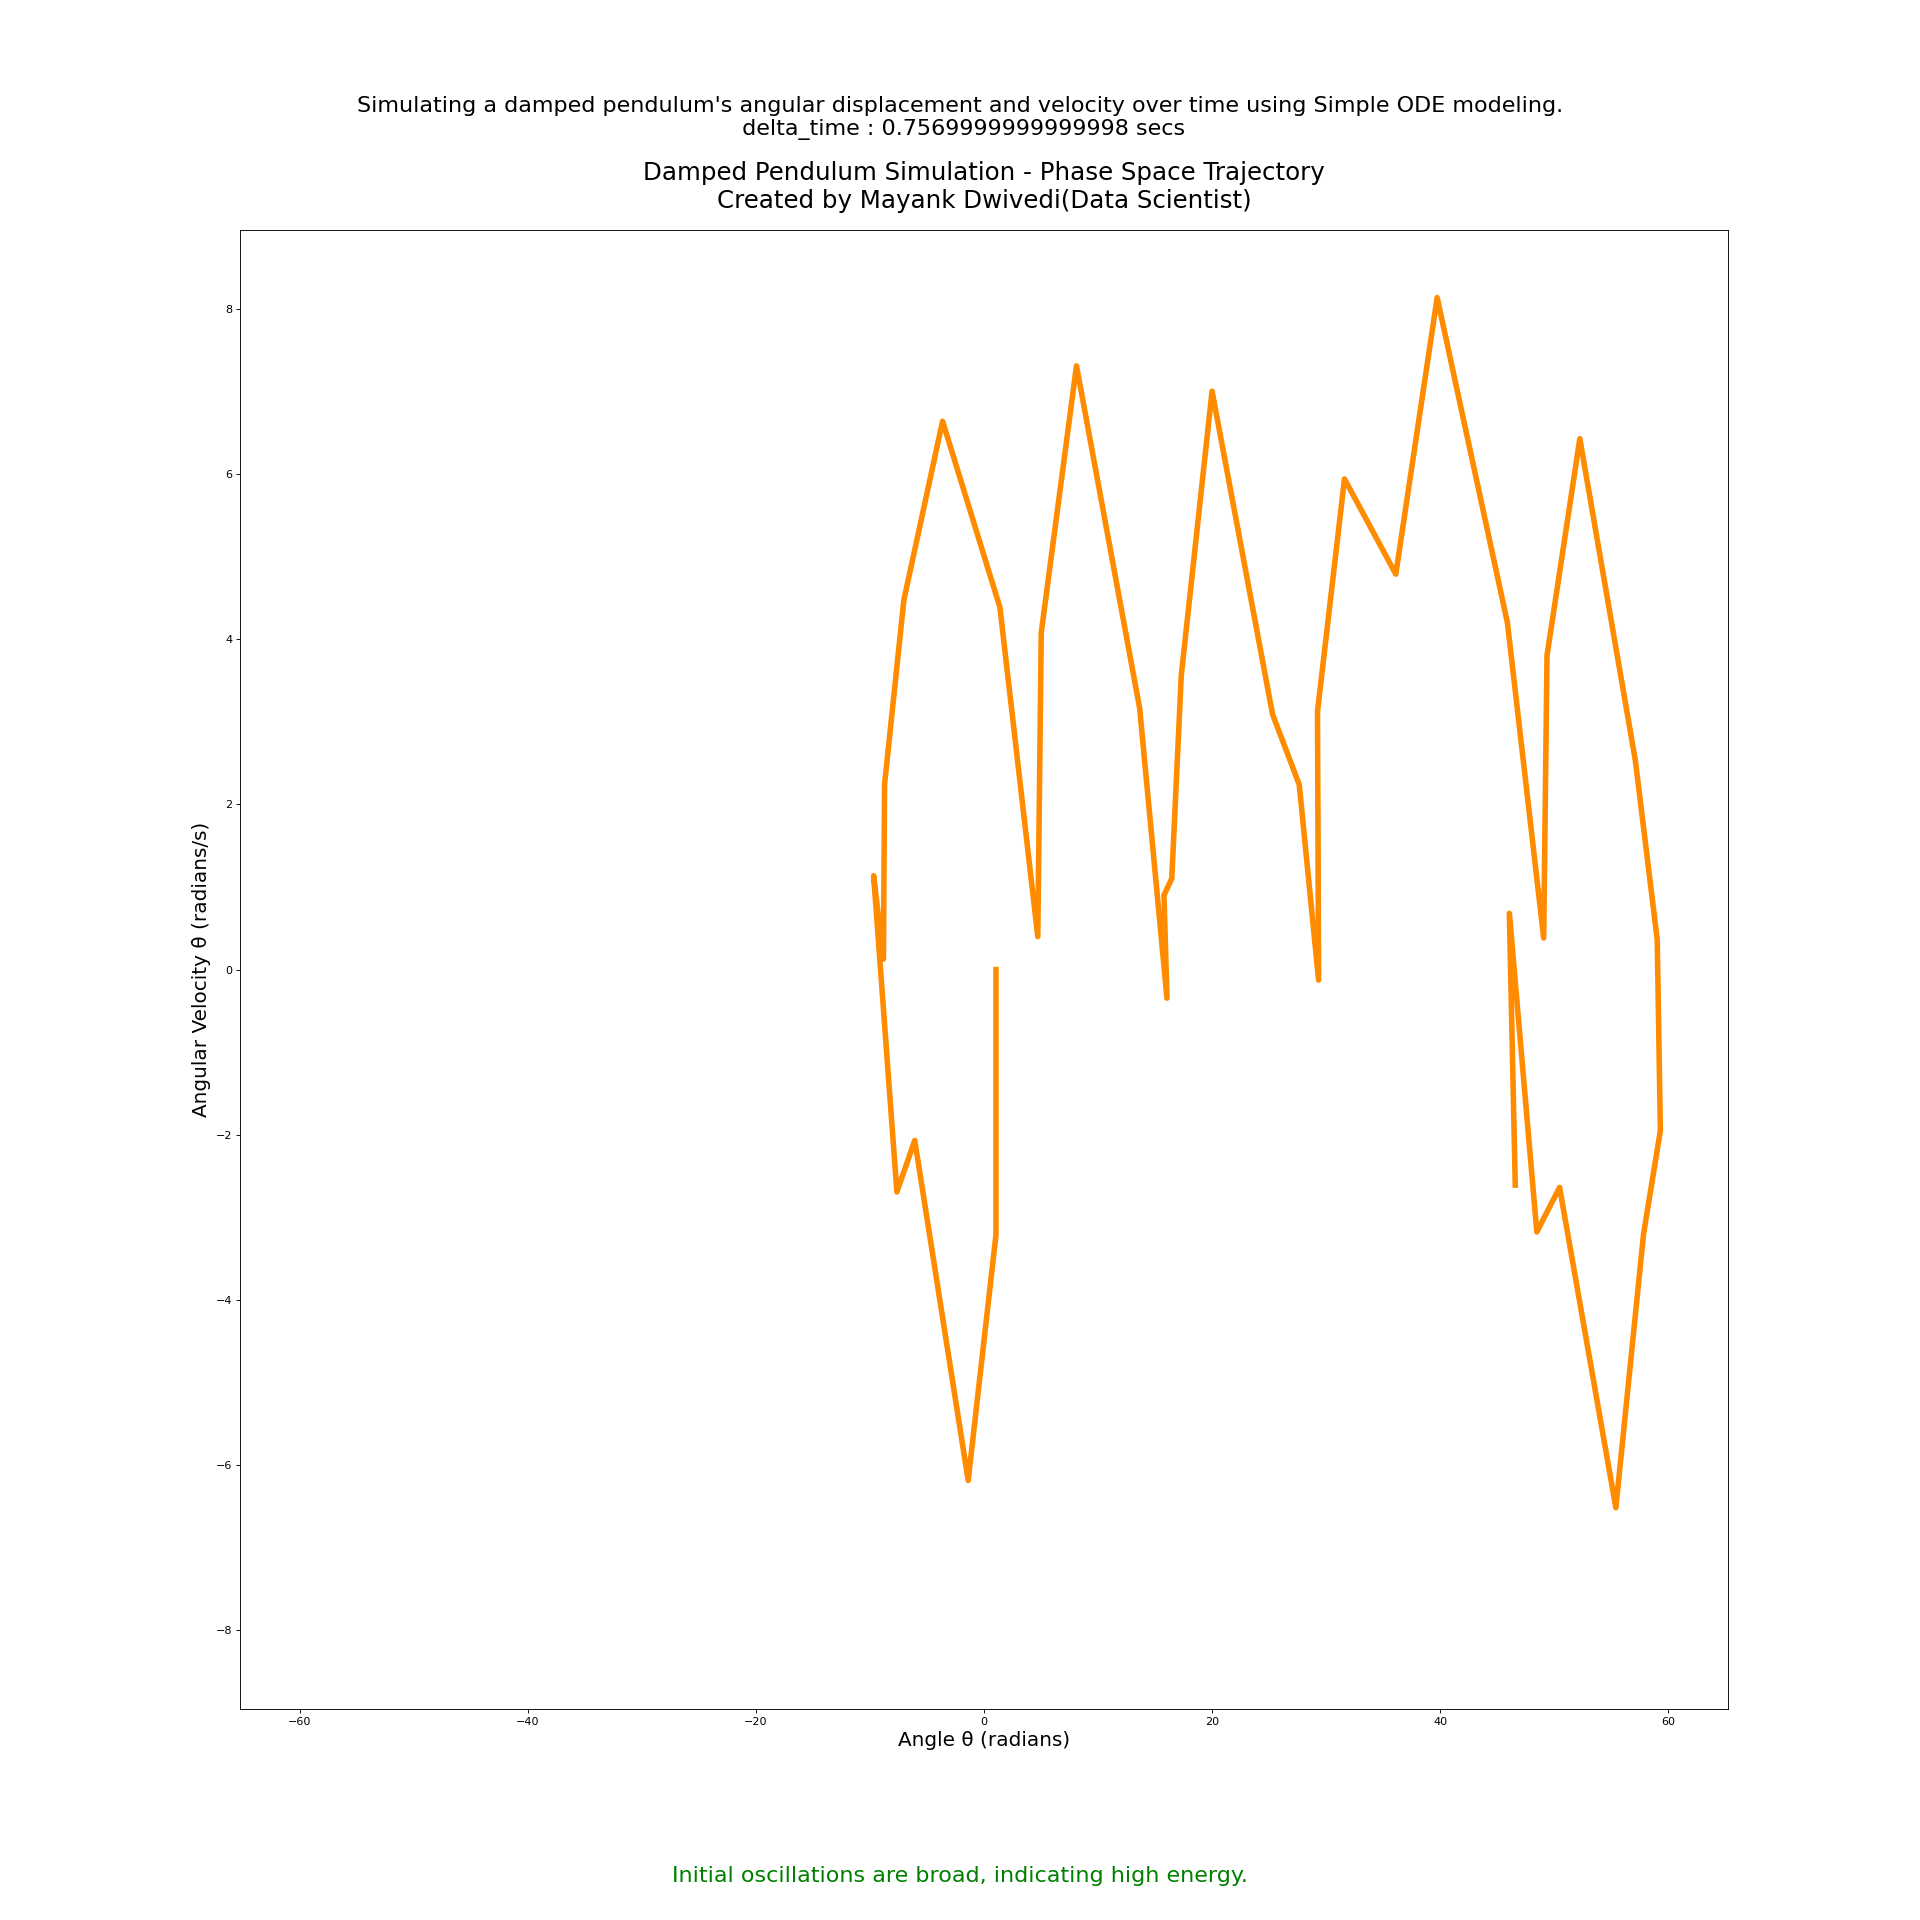 Simulating a damped pendulum's angular displacement and velocity over time using Simple ODE modeling.
delta_time : 0.7569999999999998 secs
Damped Pendulum Simulation - Phase Space Trajectory
Created by Mayank Dwivedi(Data Scientist)
8
6
4
2
0
−2
−4
−6
−8
Angular Velocity θ (radians/s)
−60
−40
−20
0
20
40
60
Angle θ (radians)
Initial oscillations are broad, indicating high energy.